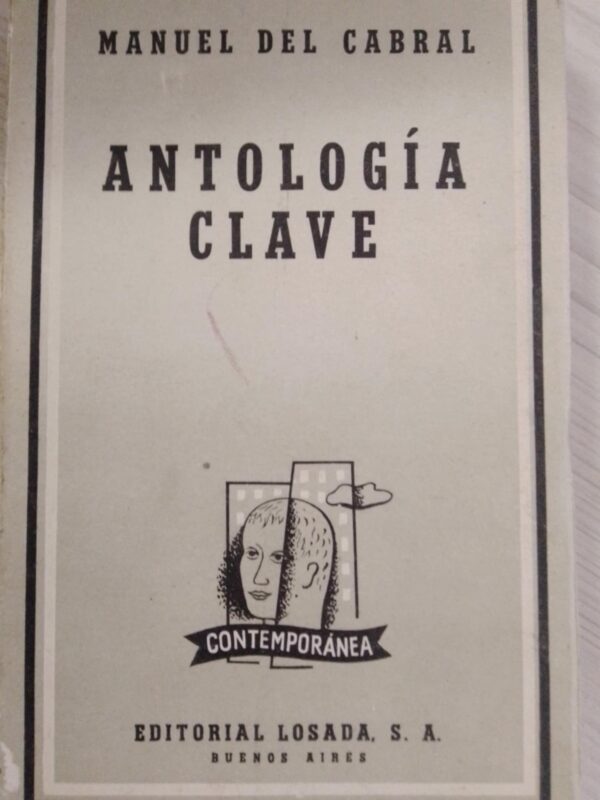 MANUEL DEL CABRAL
ANTOLOGÍA
CLAVE
CONTEMPORÁNEA
EDITORIAL LOSADA, S. A.
BUENOS AIRES